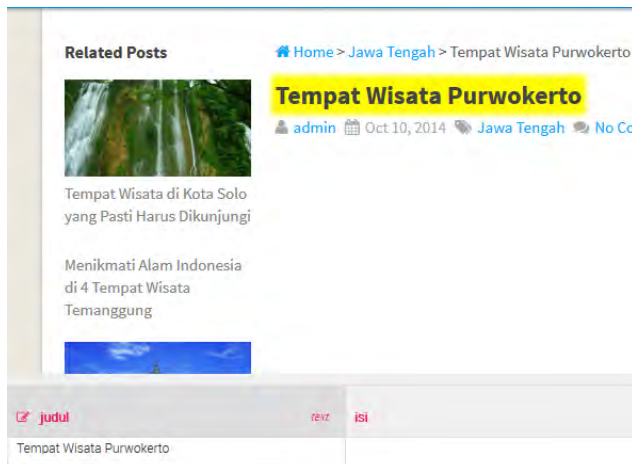 Related Posts
Home > Jawa Tengah > Tempat Wisata Purwokerto
Tempat Wisata Purwokerto
admin Oct 10, 2014 Jawa Tengah No Co
Tempat Wisata di Kota Solo
yang Pasti Harus Dikunjungi
Menikmati Alam Indonesia
di 4 Tempat Wisata
Temanggung
judul text isi
Tempat Wisata Purwokerto